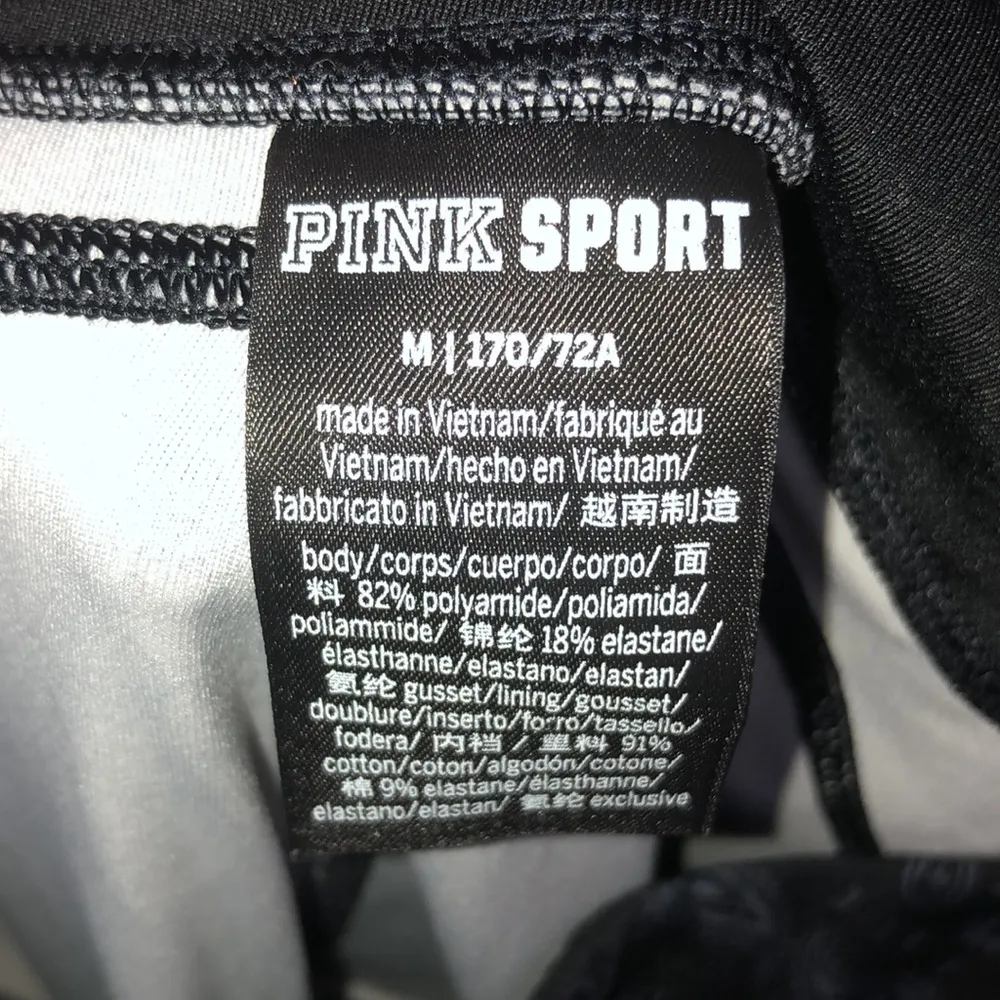 PINK SPORT
M | 170/72A
made in Vietnam/fabriqué au
Vietnam/hecho en Vietnam/
fabbricato in Vietnam/ 越南制造
body/corps/cuerpo/corpo/ 面
料 82% polyamide/poliamida/
poliammide/ 锦纶 18% elastane/
élasthanne/elastano/elastan/
氨纶 gusset/lining/gousset/
doublure/inserto/forro/tassello/
fodera/ 内裆 / 里料 91%
cotton/coton/algodón/cotone/
棉 9% elastane/élasthanne/
elastano/elastan/ 氨纶 exclusive